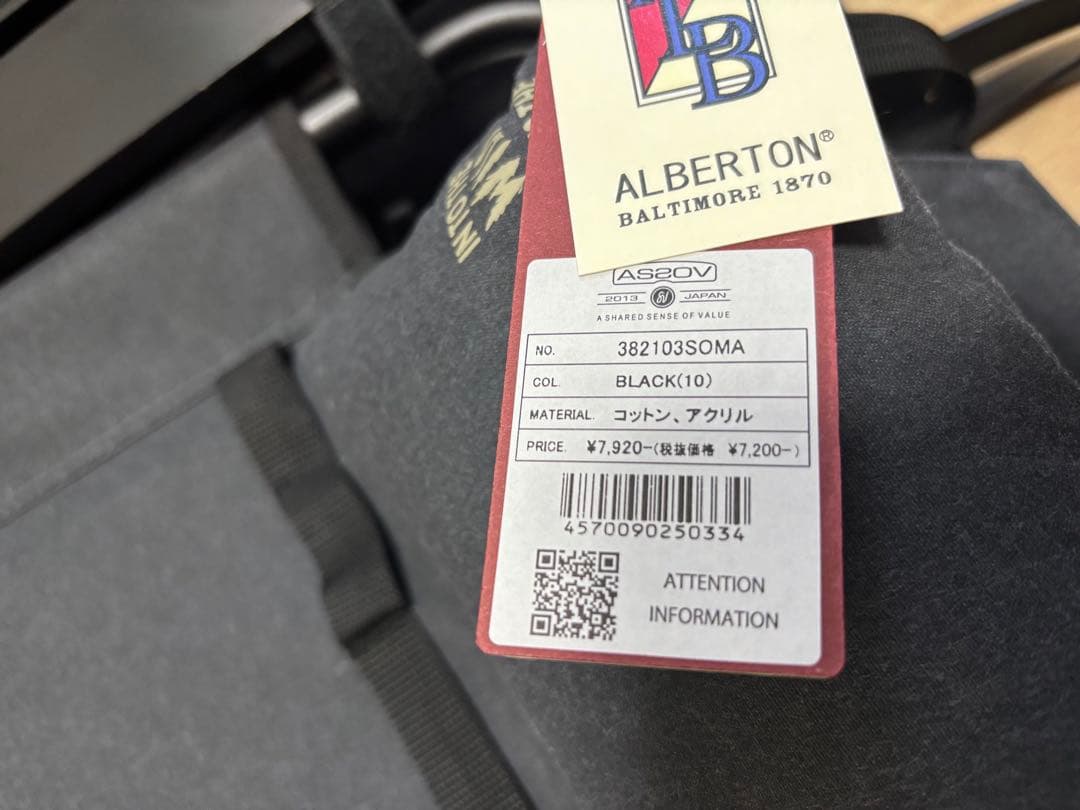 ALBERTON®
BALTIMORE 1870
AS2OV
2013 JAPAN
A SHARED SENSE OF VALUE
NO. 382103SOMA
COL. BLACK(10)
MATERIAL. コットン、アクリル
PRICE. ¥7,920-(税抜価格 ¥7,200-)
4570090250334
ATTENTION
INFORMATION